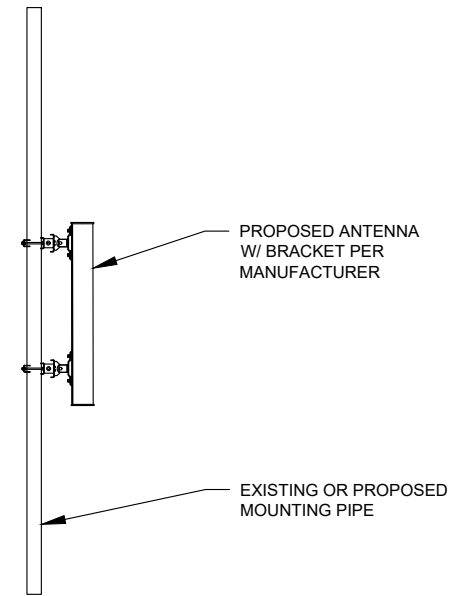 PROPOSED ANTENNA
W/ BRACKET PER
MANUFACTURER
EXISTING OR PROPOSED
MOUNTING PIPE